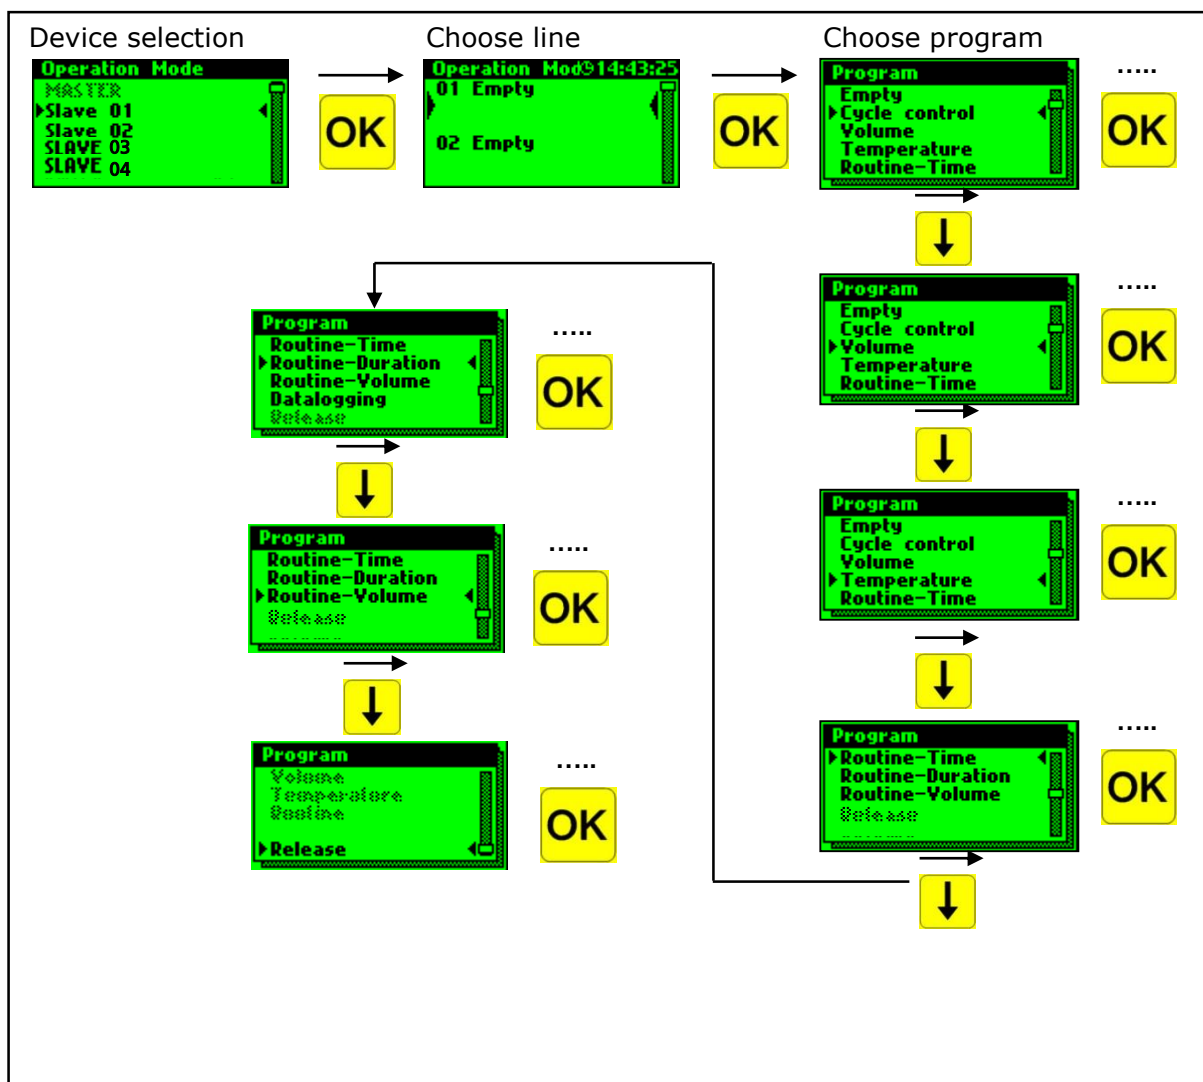 Device selection
Choose line
Choose program
Operation Mode
MASTER
Slave 01
Slave 02
SLAVE 03
SLAVE 04
OK
Operation Mod 14:43:25
01 Empty
02 Empty
OK
Program
Empty
Cycle control
Volume
Temperature
Routine-Time
.....
OK
Program
Empty
Cycle control
Volume
Temperature
Routine-Time
.....
OK
Program
Empty
Cycle control
Volume
Temperature
Routine-Time
.....
OK
Program
Routine-Time
Routine-Duration
Routine-Volume
Release
.....
OK
Program
Routine-Time
Routine-Duration
Routine-Volume
Datalogging
Release
.....
OK
Program
Routine-Time
Routine-Duration
Routine-Volume
Release
.....
OK
Program
Volume
Temperature
Routine
Release
.....
OK